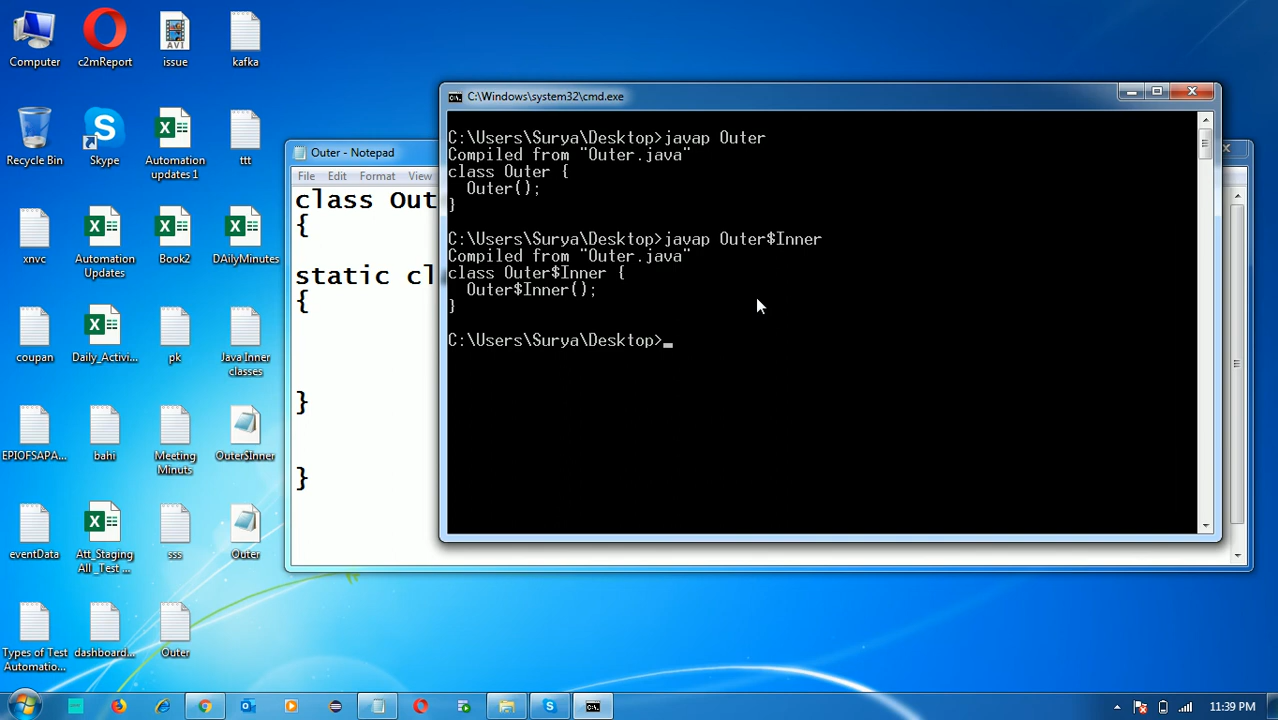 Computer
c2mReport
issue
kafka
AVI
Recycle Bin
Skype
Automation
updates 1
ttt
xnvc
Automation
Updates
Book2
DAilyMinutes
coupan
Daily_Activi...
pk
Java Inner
classes
EPIOFSAPA...
bahi
Meeting
Minuts
Outer$Inner
eventData
Att_Staging
All _Test ...
sss
Outer
Types of Test
Automatio...
dashboard...
Outer
Outer - Notepad
File Edit Format View
class Out
{
static cl
{
}
}
C:\Windows\system32\cmd.exe
C:\Users\Surya\Desktop>javap Outer
Compiled from "Outer.java"
class Outer {
Outer();
}
C:\Users\Surya\Desktop>javap Outer$Inner
Compiled from "Outer.java"
class Outer$Inner {
Outer$Inner();
}
C:\Users\Surya\Desktop>
11:39 PM